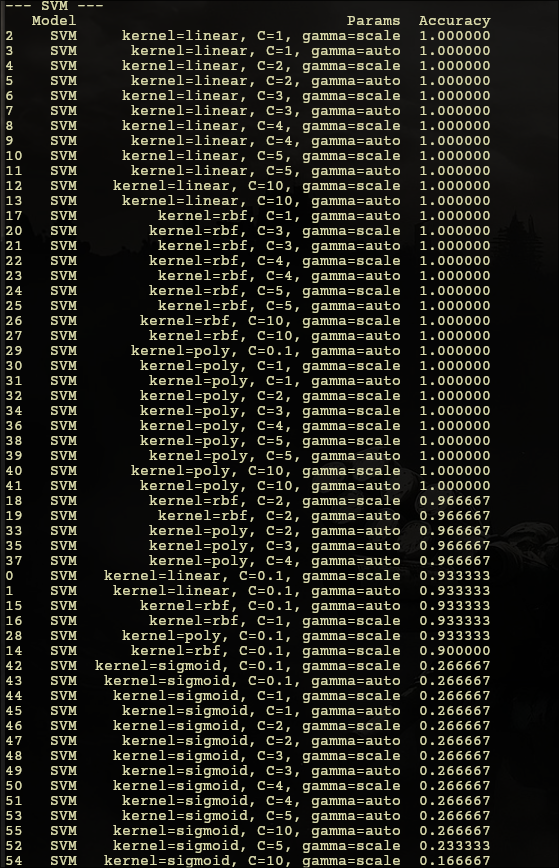 --- SVM ---
Model Params Accuracy
2 SVM kernel=linear, C=1, gamma=scale 1.000000
3 SVM kernel=linear, C=1, gamma=auto 1.000000
4 SVM kernel=linear, C=2, gamma=scale 1.000000
5 SVM kernel=linear, C=2, gamma=auto 1.000000
6 SVM kernel=linear, C=3, gamma=scale 1.000000
7 SVM kernel=linear, C=3, gamma=auto 1.000000
8 SVM kernel=linear, C=4, gamma=scale 1.000000
9 SVM kernel=linear, C=4, gamma=auto 1.000000
10 SVM kernel=linear, C=5, gamma=scale 1.000000
11 SVM kernel=linear, C=5, gamma=auto 1.000000
12 SVM kernel=linear, C=10, gamma=scale 1.000000
13 SVM kernel=linear, C=10, gamma=auto 1.000000
17 SVM kernel=rbf, C=1, gamma=auto 1.000000
20 SVM kernel=rbf, C=3, gamma=scale 1.000000
21 SVM kernel=rbf, C=3, gamma=auto 1.000000
22 SVM kernel=rbf, C=4, gamma=scale 1.000000
23 SVM kernel=rbf, C=4, gamma=auto 1.000000
24 SVM kernel=rbf, C=5, gamma=scale 1.000000
25 SVM kernel=rbf, C=5, gamma=auto 1.000000
26 SVM kernel=rbf, C=10, gamma=scale 1.000000
27 SVM kernel=rbf, C=10, gamma=auto 1.000000
29 SVM kernel=poly, C=0.1, gamma=auto 1.000000
30 SVM kernel=poly, C=1, gamma=scale 1.000000
31 SVM kernel=poly, C=1, gamma=auto 1.000000
32 SVM kernel=poly, C=2, gamma=scale 1.000000
34 SVM kernel=poly, C=3, gamma=scale 1.000000
36 SVM kernel=poly, C=4, gamma=scale 1.000000
38 SVM kernel=poly, C=5, gamma=scale 1.000000
39 SVM kernel=poly, C=5, gamma=auto 1.000000
40 SVM kernel=poly, C=10, gamma=scale 1.000000
41 SVM kernel=poly, C=10, gamma=auto 1.000000
18 SVM kernel=rbf, C=2, gamma=scale 0.966667
19 SVM kernel=rbf, C=2, gamma=auto 0.966667
33 SVM kernel=poly, C=2, gamma=auto 0.966667
35 SVM kernel=poly, C=3, gamma=auto 0.966667
37 SVM kernel=poly, C=4, gamma=auto 0.966667
0 SVM kernel=linear, C=0.1, gamma=scale 0.933333
1 SVM kernel=linear, C=0.1, gamma=auto 0.933333
15 SVM kernel=rbf, C=0.1, gamma=auto 0.933333
16 SVM kernel=rbf, C=1, gamma=scale 0.933333
28 SVM kernel=poly, C=0.1, gamma=scale 0.933333
14 SVM kernel=rbf, C=0.1, gamma=scale 0.900000
42 SVM kernel=sigmoid, C=0.1, gamma=scale 0.266667
43 SVM kernel=sigmoid, C=0.1, gamma=auto 0.266667
44 SVM kernel=sigmoid, C=1, gamma=scale 0.266667
45 SVM kernel=sigmoid, C=1, gamma=auto 0.266667
46 SVM kernel=sigmoid, C=2, gamma=scale 0.266667
47 SVM kernel=sigmoid, C=2, gamma=auto 0.266667
48 SVM kernel=sigmoid, C=3, gamma=scale 0.266667
49 SVM kernel=sigmoid, C=3, gamma=auto 0.266667
50 SVM kernel=sigmoid, C=4, gamma=scale 0.266667
51 SVM kernel=sigmoid, C=4, gamma=auto 0.266667
53 SVM kernel=sigmoid, C=5, gamma=auto 0.266667
55 SVM kernel=sigmoid, C=10, gamma=auto 0.266667
52 SVM kernel=sigmoid, C=5, gamma=scale 0.233333
54 SVM kernel=sigmoid, C=10, gamma=scale 0.166667